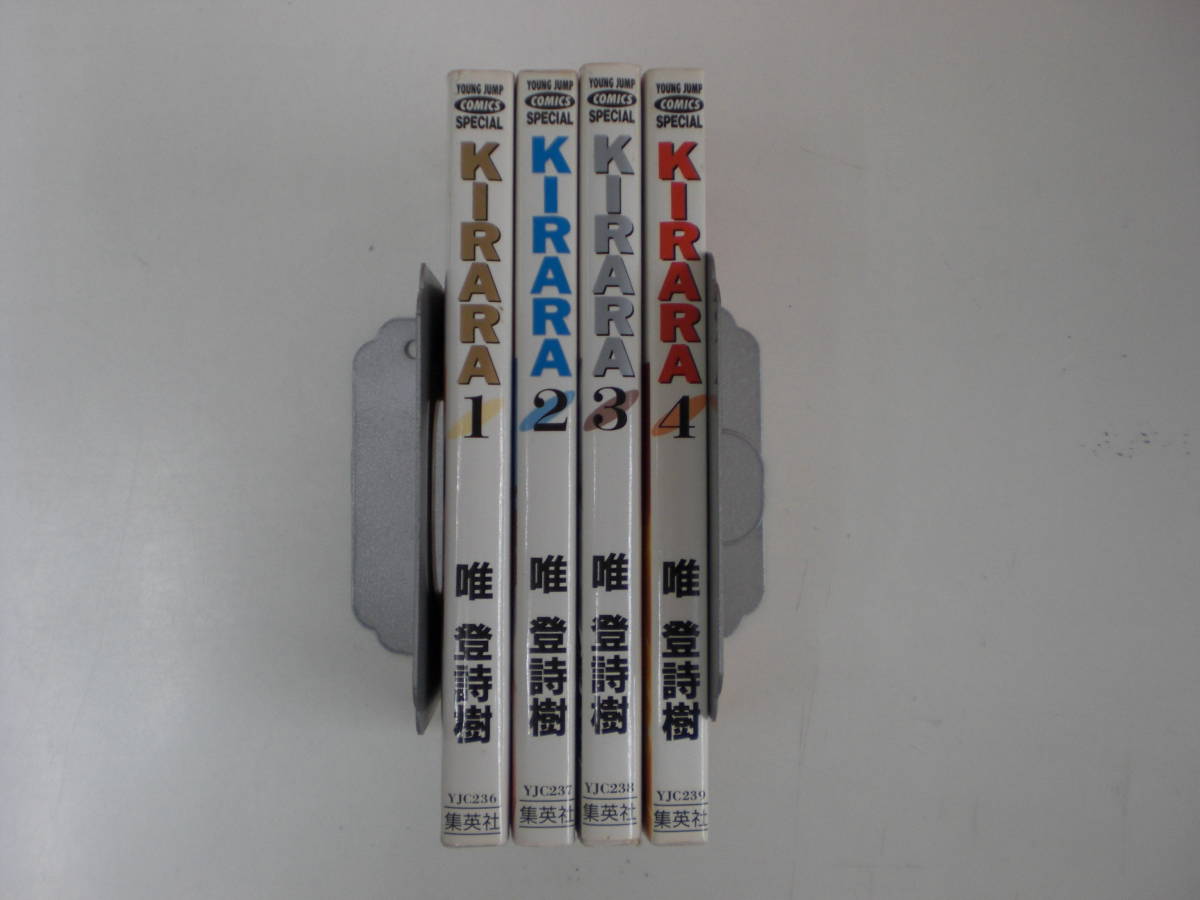 YOUNG JUMP
COMICS
SPECIAL
KIRARA
1
唯 登詩樹
YJC236
集英社
YOUNG JUMP
COMICS
SPECIAL
KIRARA
2
唯 登詩樹
YJC237
集英社
YOUNG JUMP
COMICS
SPECIAL
KIRARA
3
唯 登詩樹
YJC238
集英社
YOUNG JUMP
COMICS
SPECIAL
KIRARA
4
唯 登詩樹
YJC239
集英社